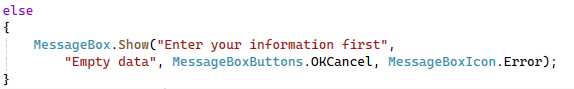 else
{
MessageBox.Show("Enter your information first",
"Empty data", MessageBoxButtons.OKCancel, MessageBoxIcon.Error);
}